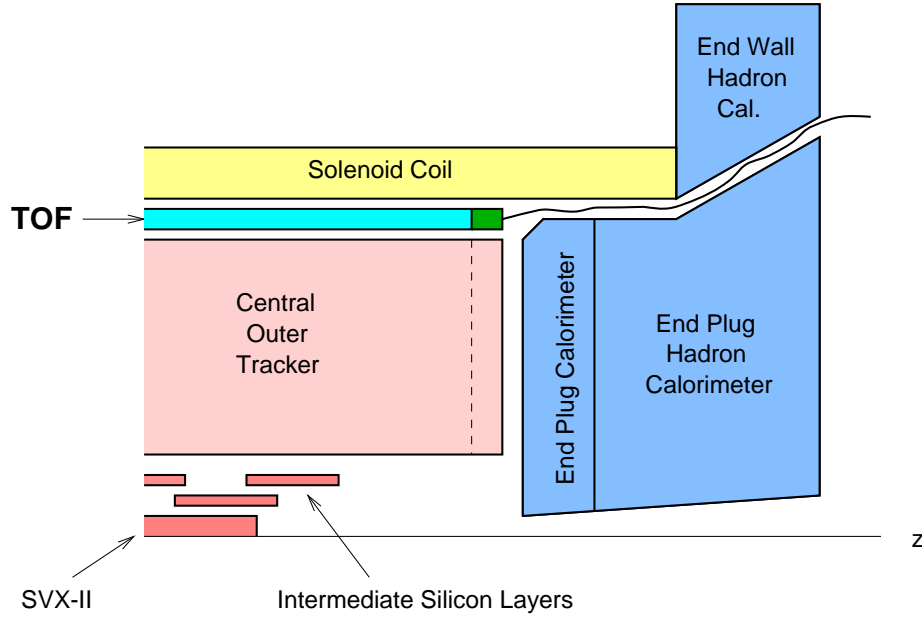 End Wall
Hadron
Cal.
Solenoid Coil
TOF
Central
Outer
Tracker
End Plug Calorimeter
End Plug
Hadron
Calorimeter
z
SVX-II
Intermediate Silicon Layers